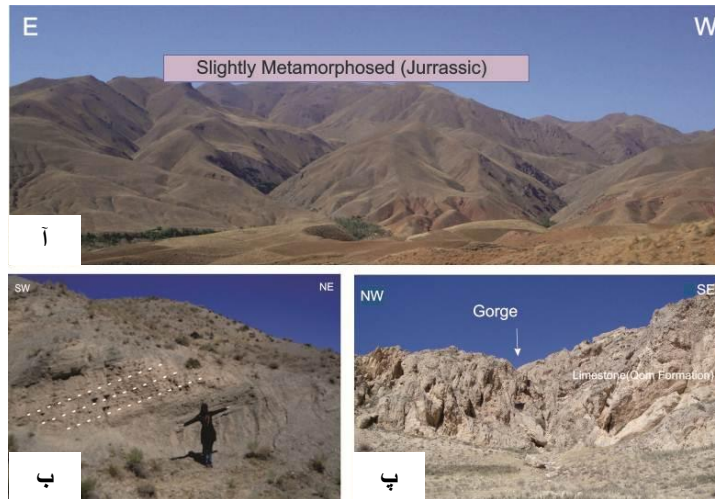 E
W
Slightly Metamorphosed (Jurrassic)
آ
SW
NE
ب
NW
SE
Gorge
Limestone(Qom Formation)
پ